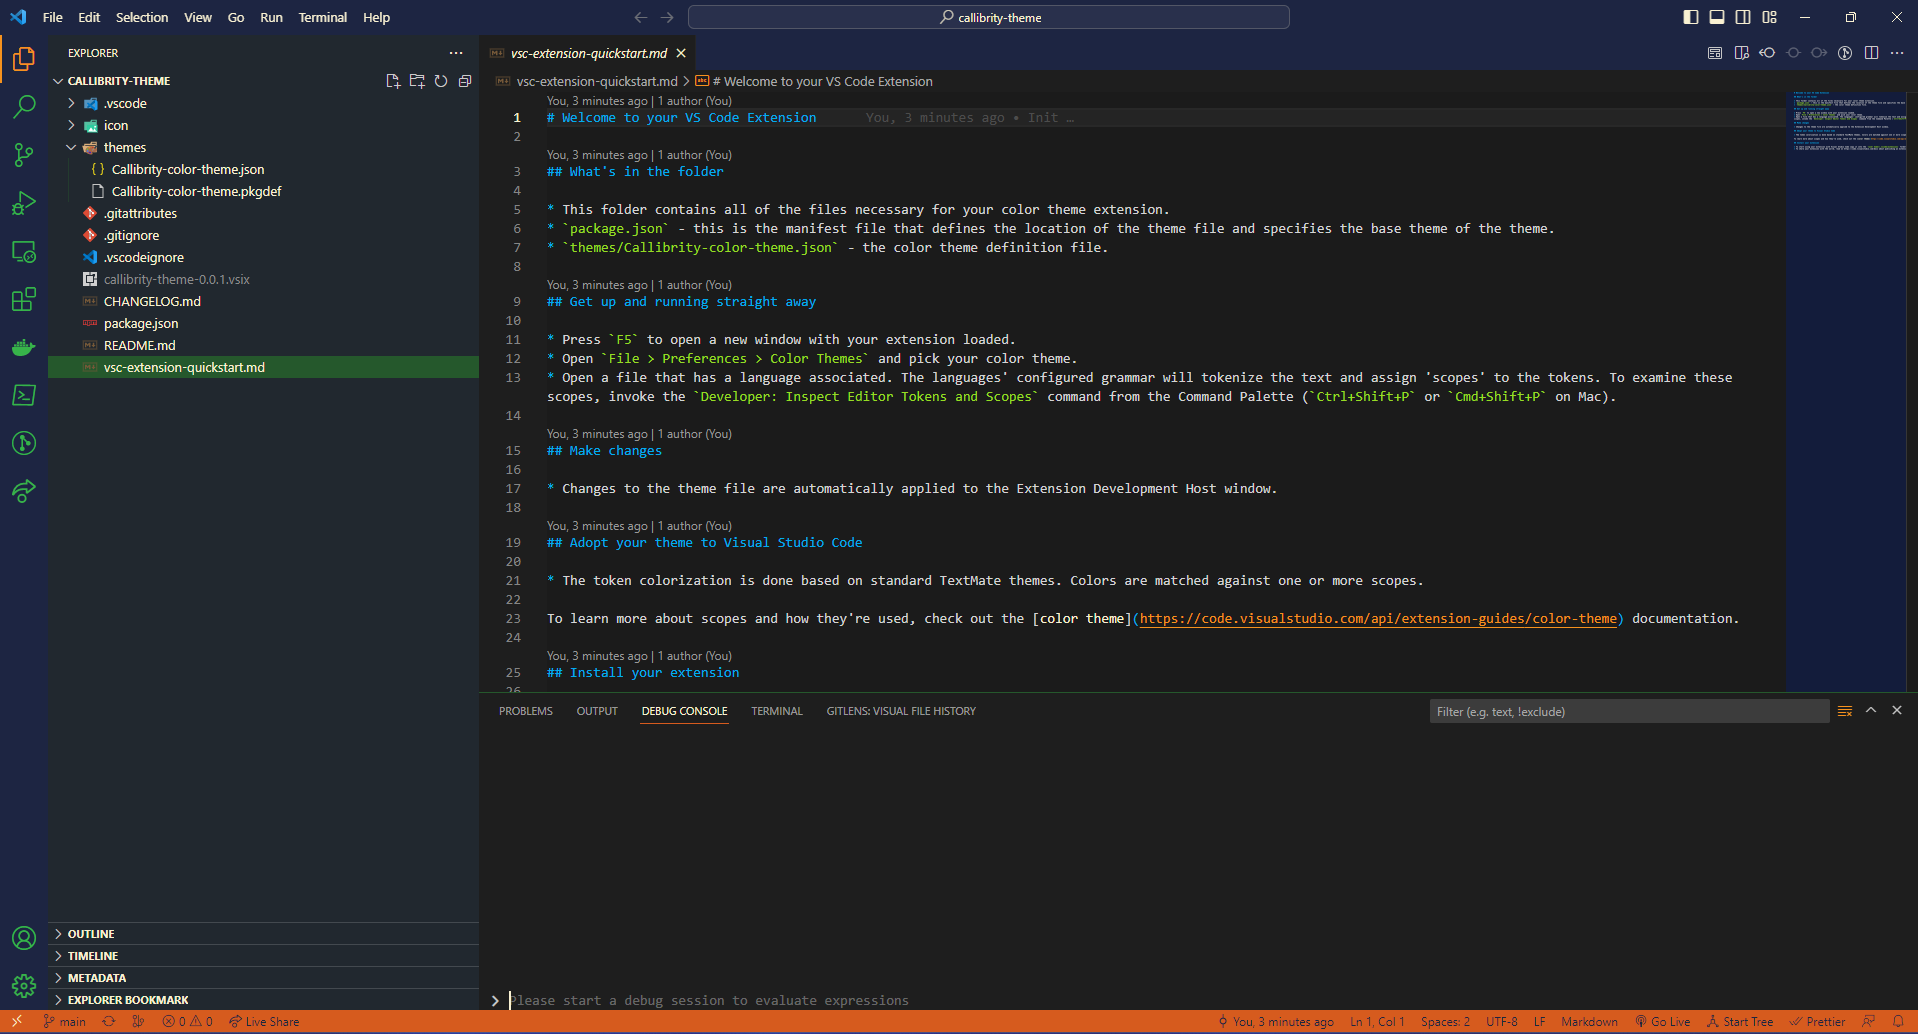 File Edit Selection View Go Run Terminal Help
callibrity-theme
EXPLORER
CALLIBRITY-THEME
.vscode
icon
themes
{ } Callibrity-color-theme.json
Callibrity-color-theme.pkgdef
.gitattributes
.gitignore
.vscodeignore
callibrity-theme-0.0.1.vsix
CHANGELOG.md
package.json
README.md
vsc-extension-quickstart.md
OUTLINE
TIMELINE
METADATA
EXPLORER BOOKMARK
vsc-extension-quickstart.md
vsc-extension-quickstart.md > # Welcome to your VS Code Extension
You, 3 minutes ago | 1 author (You)
1 # Welcome to your VS Code Extension You, 3 minutes ago • Init …
2
You, 3 minutes ago | 1 author (You)
3 ## What's in the folder
4
5 * This folder contains all of the files necessary for your color theme extension.
6 * `package.json` - this is the manifest file that defines the location of the theme file and specifies the base theme of the theme.
7 * `themes/Callibrity-color-theme.json` - the color theme definition file.
8
You, 3 minutes ago | 1 author (You)
9 ## Get up and running straight away
10
11 * Press `F5` to open a new window with your extension loaded.
12 * Open `File > Preferences > Color Themes` and pick your color theme.
13 * Open a file that has a language associated. The languages' configured grammar will tokenize the text and assign 'scopes' to the tokens. To examine these
scopes, invoke the `Developer: Inspect Editor Tokens and Scopes` command from the Command Palette (`Ctrl+Shift+P` or `Cmd+Shift+P` on Mac).
14
You, 3 minutes ago | 1 author (You)
15 ## Make changes
16
17 * Changes to the theme file are automatically applied to the Extension Development Host window.
18
You, 3 minutes ago | 1 author (You)
19 ## Adopt your theme to Visual Studio Code
20
21 * The token colorization is done based on standard TextMate themes. Colors are matched against one or more scopes.
22
23 To learn more about scopes and how they're used, check out the [color theme](https://code.visualstudio.com/api/extension-guides/color-theme) documentation.
24
You, 3 minutes ago | 1 author (You)
25 ## Install your extension
26
PROBLEMS OUTPUT DEBUG CONSOLE TERMINAL GITLENS: VISUAL FILE HISTORY
Filter (e.g. text, !exclude)
Please start a debug session to evaluate expressions
main 0 0 Live Share You, 3 minutes ago Ln 1, Col 1 Spaces: 2 UTF-8 LF Markdown Go Live Start Tree Prettier